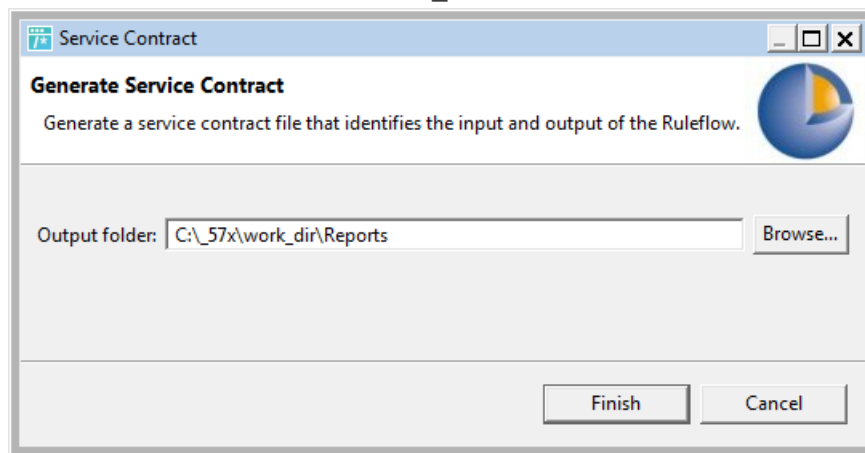 Service Contract
Generate Service Contract
Generate a service contract file that identifies the input and output of the Ruleflow.
Output folder: C:\_57x\work_dir\Reports Browse...
Finish Cancel